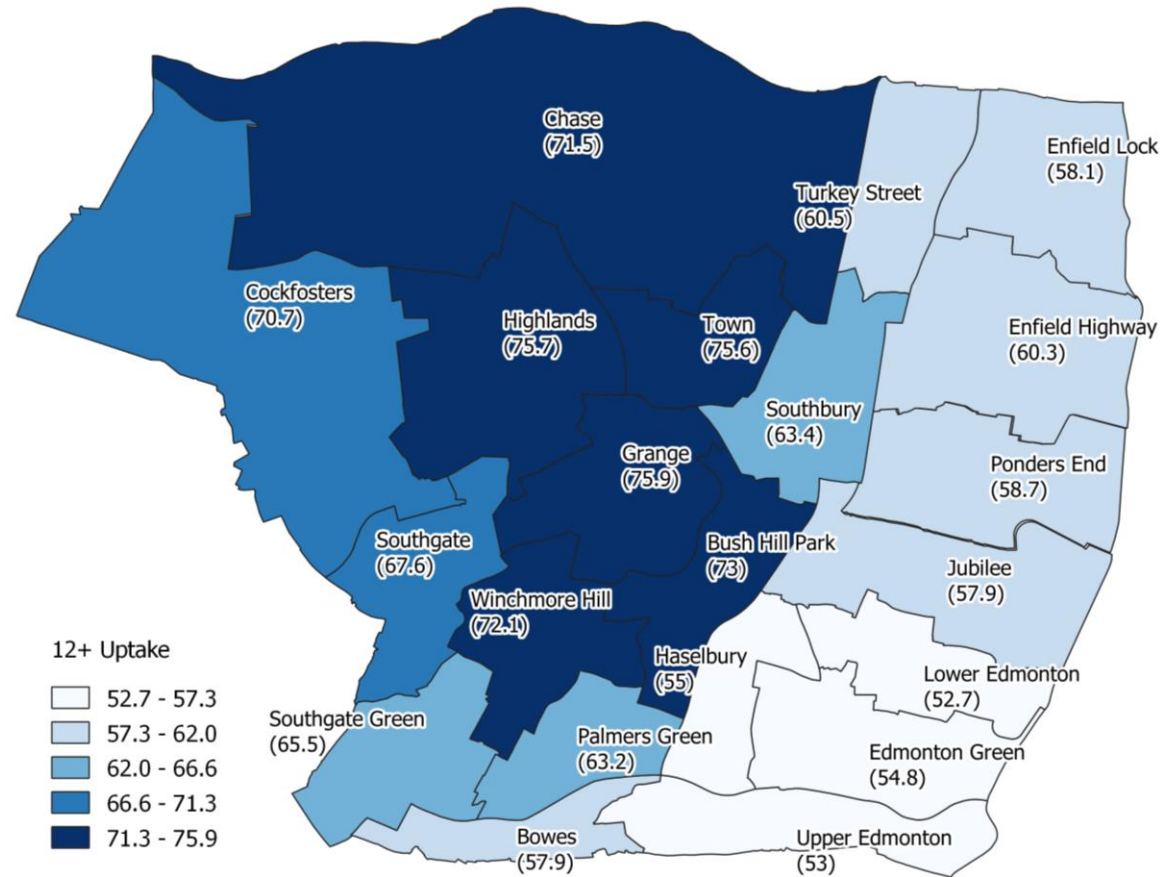 Chase
(71.5)
Enfield Lock
(58.1)
Turkey Street
(60.5)
Cockfosters
(70.7)
Highlands
(75.7)
Town
(75.6)
Enfield Highway
(60.3)
Southbury
(63.4)
Grange
(75.9)
Ponders End
(58.7)
Southgate
(67.6)
Bush Hill Park
(73)
Jubilee
(57.9)
Winchmore Hill
(72.1)
Haselbury
(55)
Lower Edmonton
(52.7)
Southgate Green
(65.5)
Palmers Green
(63.2)
Edmonton Green
(54.8)
Bowes
(57.9)
Upper Edmonton
(53)
12+ Uptake
52.7 - 57.3
57.3 - 62.0
62.0 - 66.6
66.6 - 71.3
71.3 - 75.9